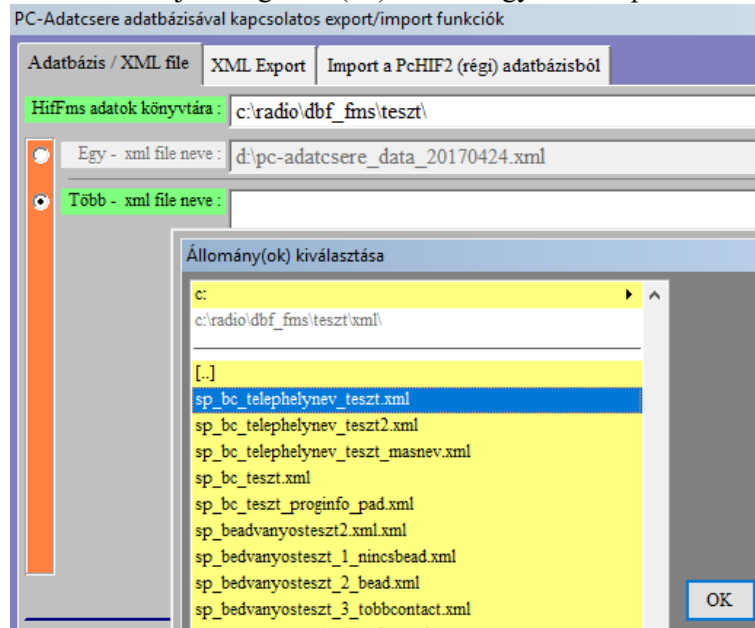 PC-Adatcsere adatbázisával kapcsolatos export/import funkciók
Adatbázis / XML file
XML Export
Import a PcHIF2 (régi) adatbázisból
HifFms adatok könyvtára :
c:\radio\dbf_fms\teszt\
Egy - xml file neve :
d:\pc-adatcsere_data_20170424.xml
Több - xml file neve :
Állomány(ok) kiválasztása
c:
c:\radio\dbf_fms\teszt\xml\
[..]
sp_bc_telephelynev_teszt.xml
sp_bc_telephelynev_teszt2.xml
sp_bc_telephelynev_teszt_masnev.xml
sp_bc_teszt.xml
sp_bc_teszt_proginfo_pad.xml
sp_beadvanyosteszt2.xml.xml
sp_bedvanyosteszt_1_nincsbead.xml
sp_bedvanyosteszt_2_bead.xml
sp_bedvanyosteszt_3_tobbcontact.xml
OK